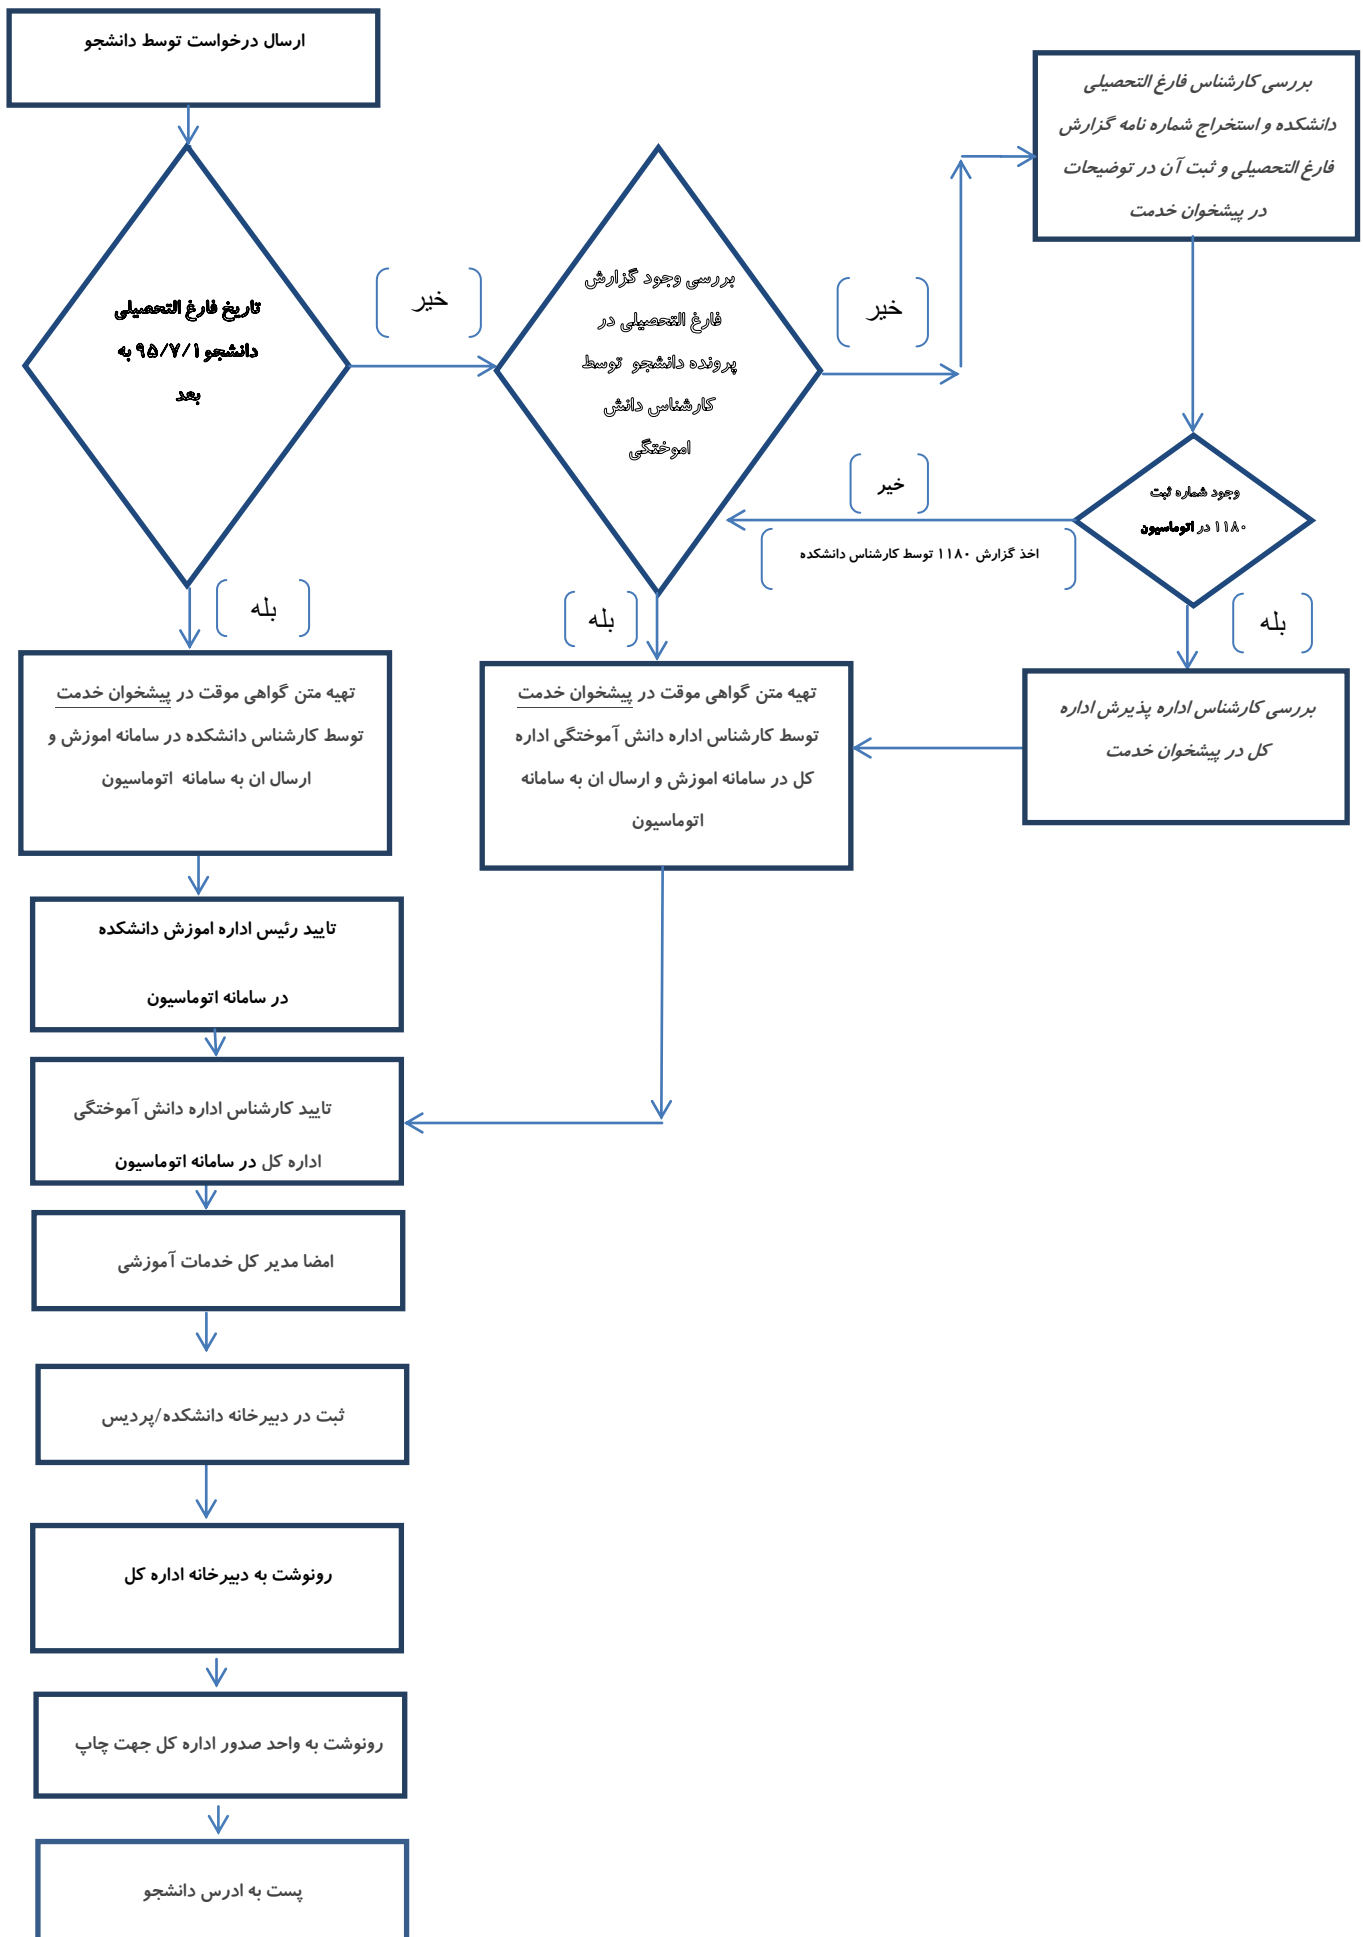 ارسال درخواست توسط دانشجو
بررسی کارشناس فارغ التحصیلی
دانشکده و استخراج شماره نامه گزارش
فارغ التحصیلی و ثبت آن در توضیحات
در پیشخوان خدمت
تاریخ فارغ التحصیلی
دانشجو ۹۵/۷/۱ به
بعد
خیر
بررسی وجود گزارش
فارغ التحصیلی در
پرونده دانشجو توسط
کارشناس دانش
اموختگی
خیر
وجود شماره ثبت
۱۱۸۰ در اتوماسیون
خیر
اخذ گزارش ۱۱۸۰ توسط کارشناس دانشکده
بله
بله
بله
تهیه متن گواهی موقت در پیشخوان خدمت
توسط کارشناس دانشکده در سامانه اموزش و
ارسال ان به سامانه اتوماسیون
تهیه متن گواهی موقت در پیشخوان خدمت
توسط کارشناس اداره دانش آموختگی اداره
کل در سامانه اموزش و ارسال ان به سامانه
اتوماسیون
بررسی کارشناس اداره پذیرش اداره
کل در پیشخوان خدمت
تایید رئیس اداره اموزش دانشکده
در سامانه اتوماسیون
تایید کارشناس اداره دانش آموختگی
اداره کل در سامانه اتوماسیون
امضا مدیر کل خدمات آموزشی
ثبت در دبیرخانه دانشکده/پردیس
رونوشت به دبیرخانه اداره کل
رونوشت به واحد صدور اداره کل جهت چاپ
پست به ادرس دانشجو